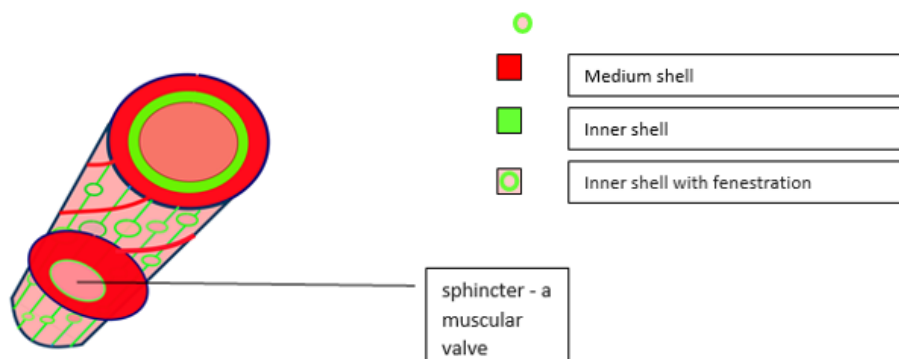 Medium shell
Inner shell
Inner shell with fenestration
sphincter - a
muscular
valve